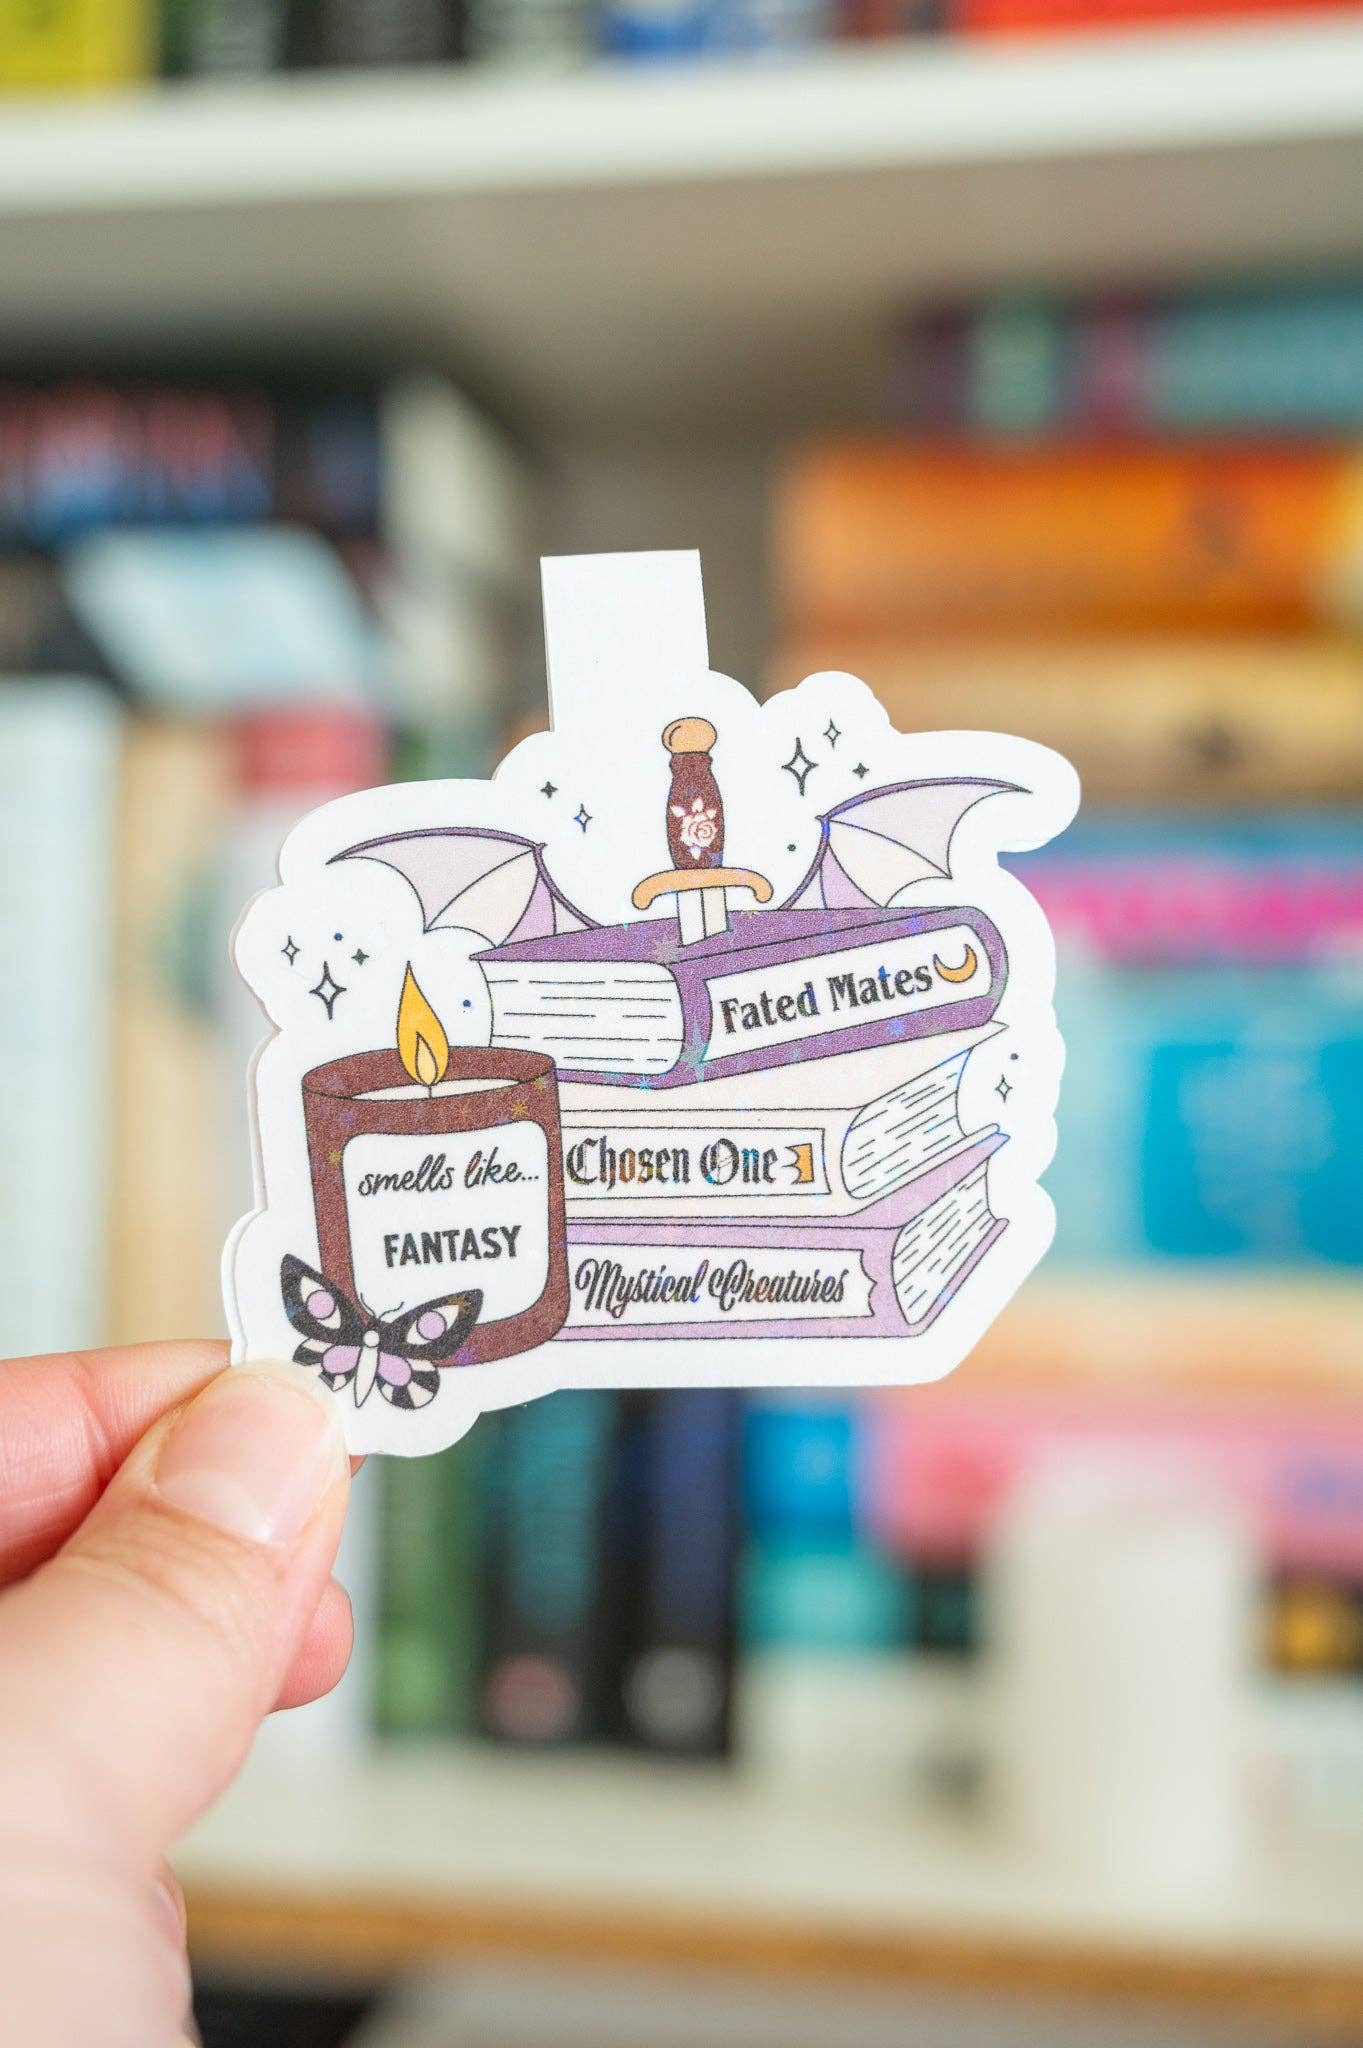 Fated Mates
Chosen One
Mystical Creatures
smells like...
FANTASY